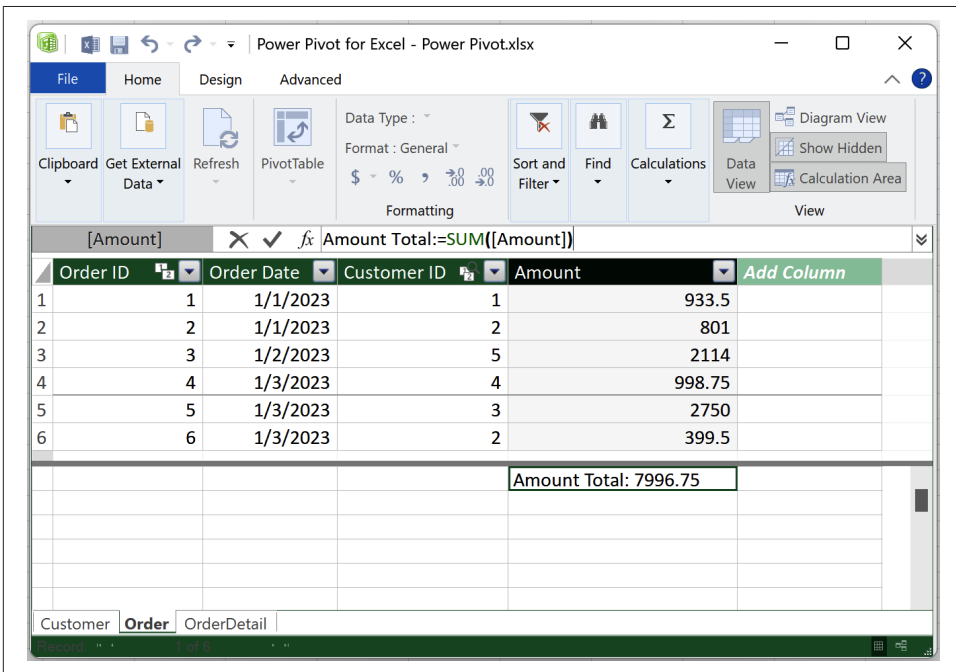 Power Pivot for Excel - Power Pivot.xlsx
File Home Design Advanced
Clipboard
Get External Data
Refresh
PivotTable
Data Type :
Format : General
$ % , .00 .00
Formatting
Sort and Filter
Find
Σ
Calculations
Data View
Diagram View
Show Hidden
Calculation Area
View
[Amount] fx Amount Total:=SUM([Amount])
Order ID Order Date Customer ID Amount Add Column
1 1 1/1/2023 1 933.5
2 2 1/1/2023 2 801
3 3 1/2/2023 5 2114
4 4 1/3/2023 4 998.75
5 5 1/3/2023 3 2750
6 6 1/3/2023 2 399.5
Amount Total: 7996.75
Customer Order OrderDetail
Record: 1 of 6